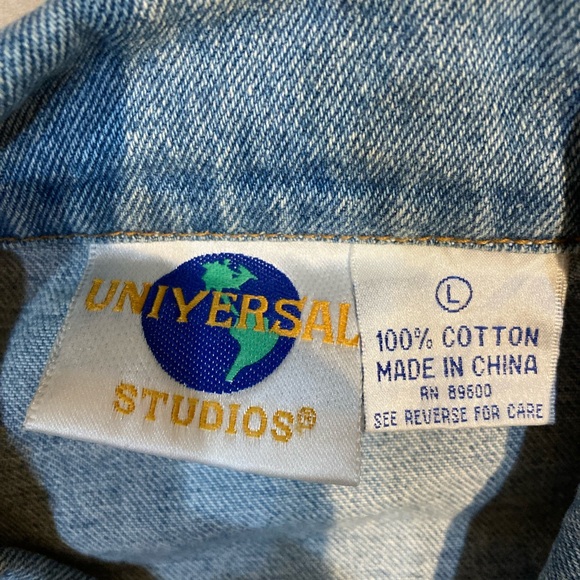 UNIVERSAL
STUDIOS®
L
100% COTTON
MADE IN CHINA
RN 89600
SEE REVERSE FOR CARE